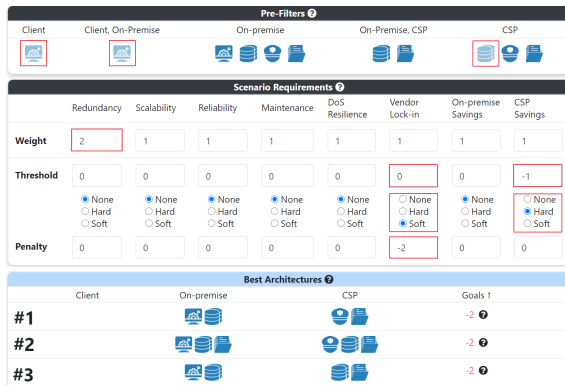 Pre-Filters ?
Client Client, On-Premise On-premise On-Premise, CSP CSP
Scenario Requirements ?
Redundancy Scalability Reliability Maintenance DoS Resilience Vendor Lock-in On-premise Savings CSP Savings
Weight 2 1 1 1 1 1 1 1
Threshold 0 0 0 0 0 0 0 -1
None None None None None None None None
Hard Hard Hard Hard Hard Hard Hard Hard
Soft Soft Soft Soft Soft Soft Soft Soft
Penalty 0 0 0 0 0 -2 0 0
Best Architectures ?
Client On-premise CSP Goals ↑
#1 -2 ?
#2 -2 ?
#3 -2 ?